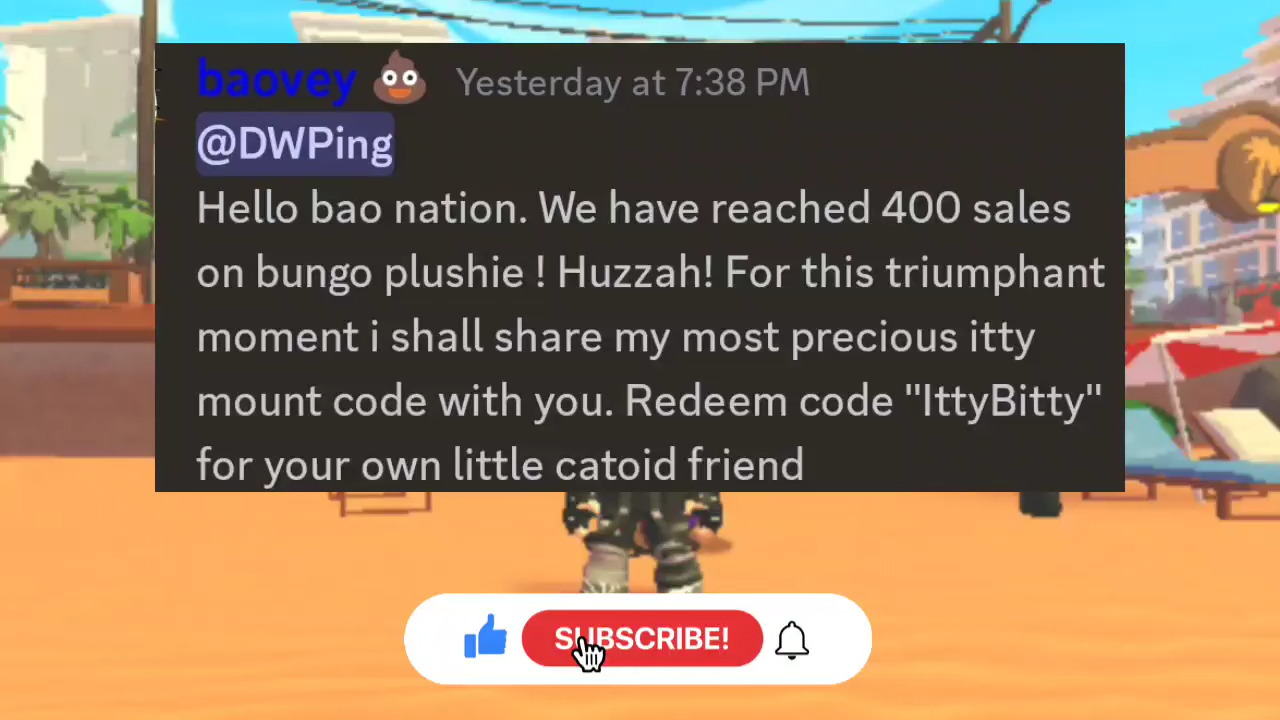 baovey 💩 Yesterday at 7:38 PM
@DWPing
Hello bao nation. We have reached 400 sales
on bungo plushie ! Huzzah! For this triumphant
moment i shall share my most precious itty
mount code with you. Redeem code "IttyBitty"
for your own little catoid friend
SUBSCRIBE!